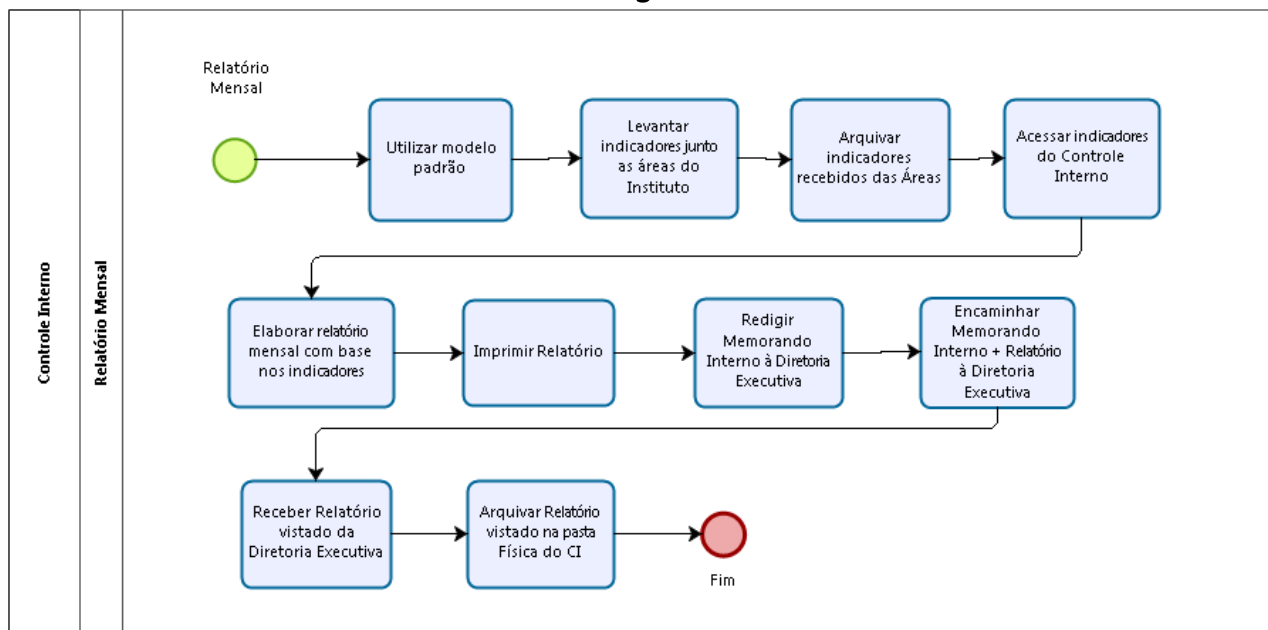 Controle Interno
Relatório Mensal
Relatório
Mensal
Utilizar modelo
padrão
Levantar
indicadores junto
as áreas do
Instituto
Arquivar
indicadores
recebidos das Áreas
Acessar indicadores
do Controle
Interno
Elaborar relatório
mensal com base
nos indicadores
Imprimir Relatório
Redigir
Memorando
Interno à Diretoria
Executiva
Encaminhar
Memorando
Interno + Relatório
à Diretoria
Executiva
Receber Relatório
vistado da
Diretoria Executiva
Arquivar Relatório
vistado na pasta
Física do CI
Fim